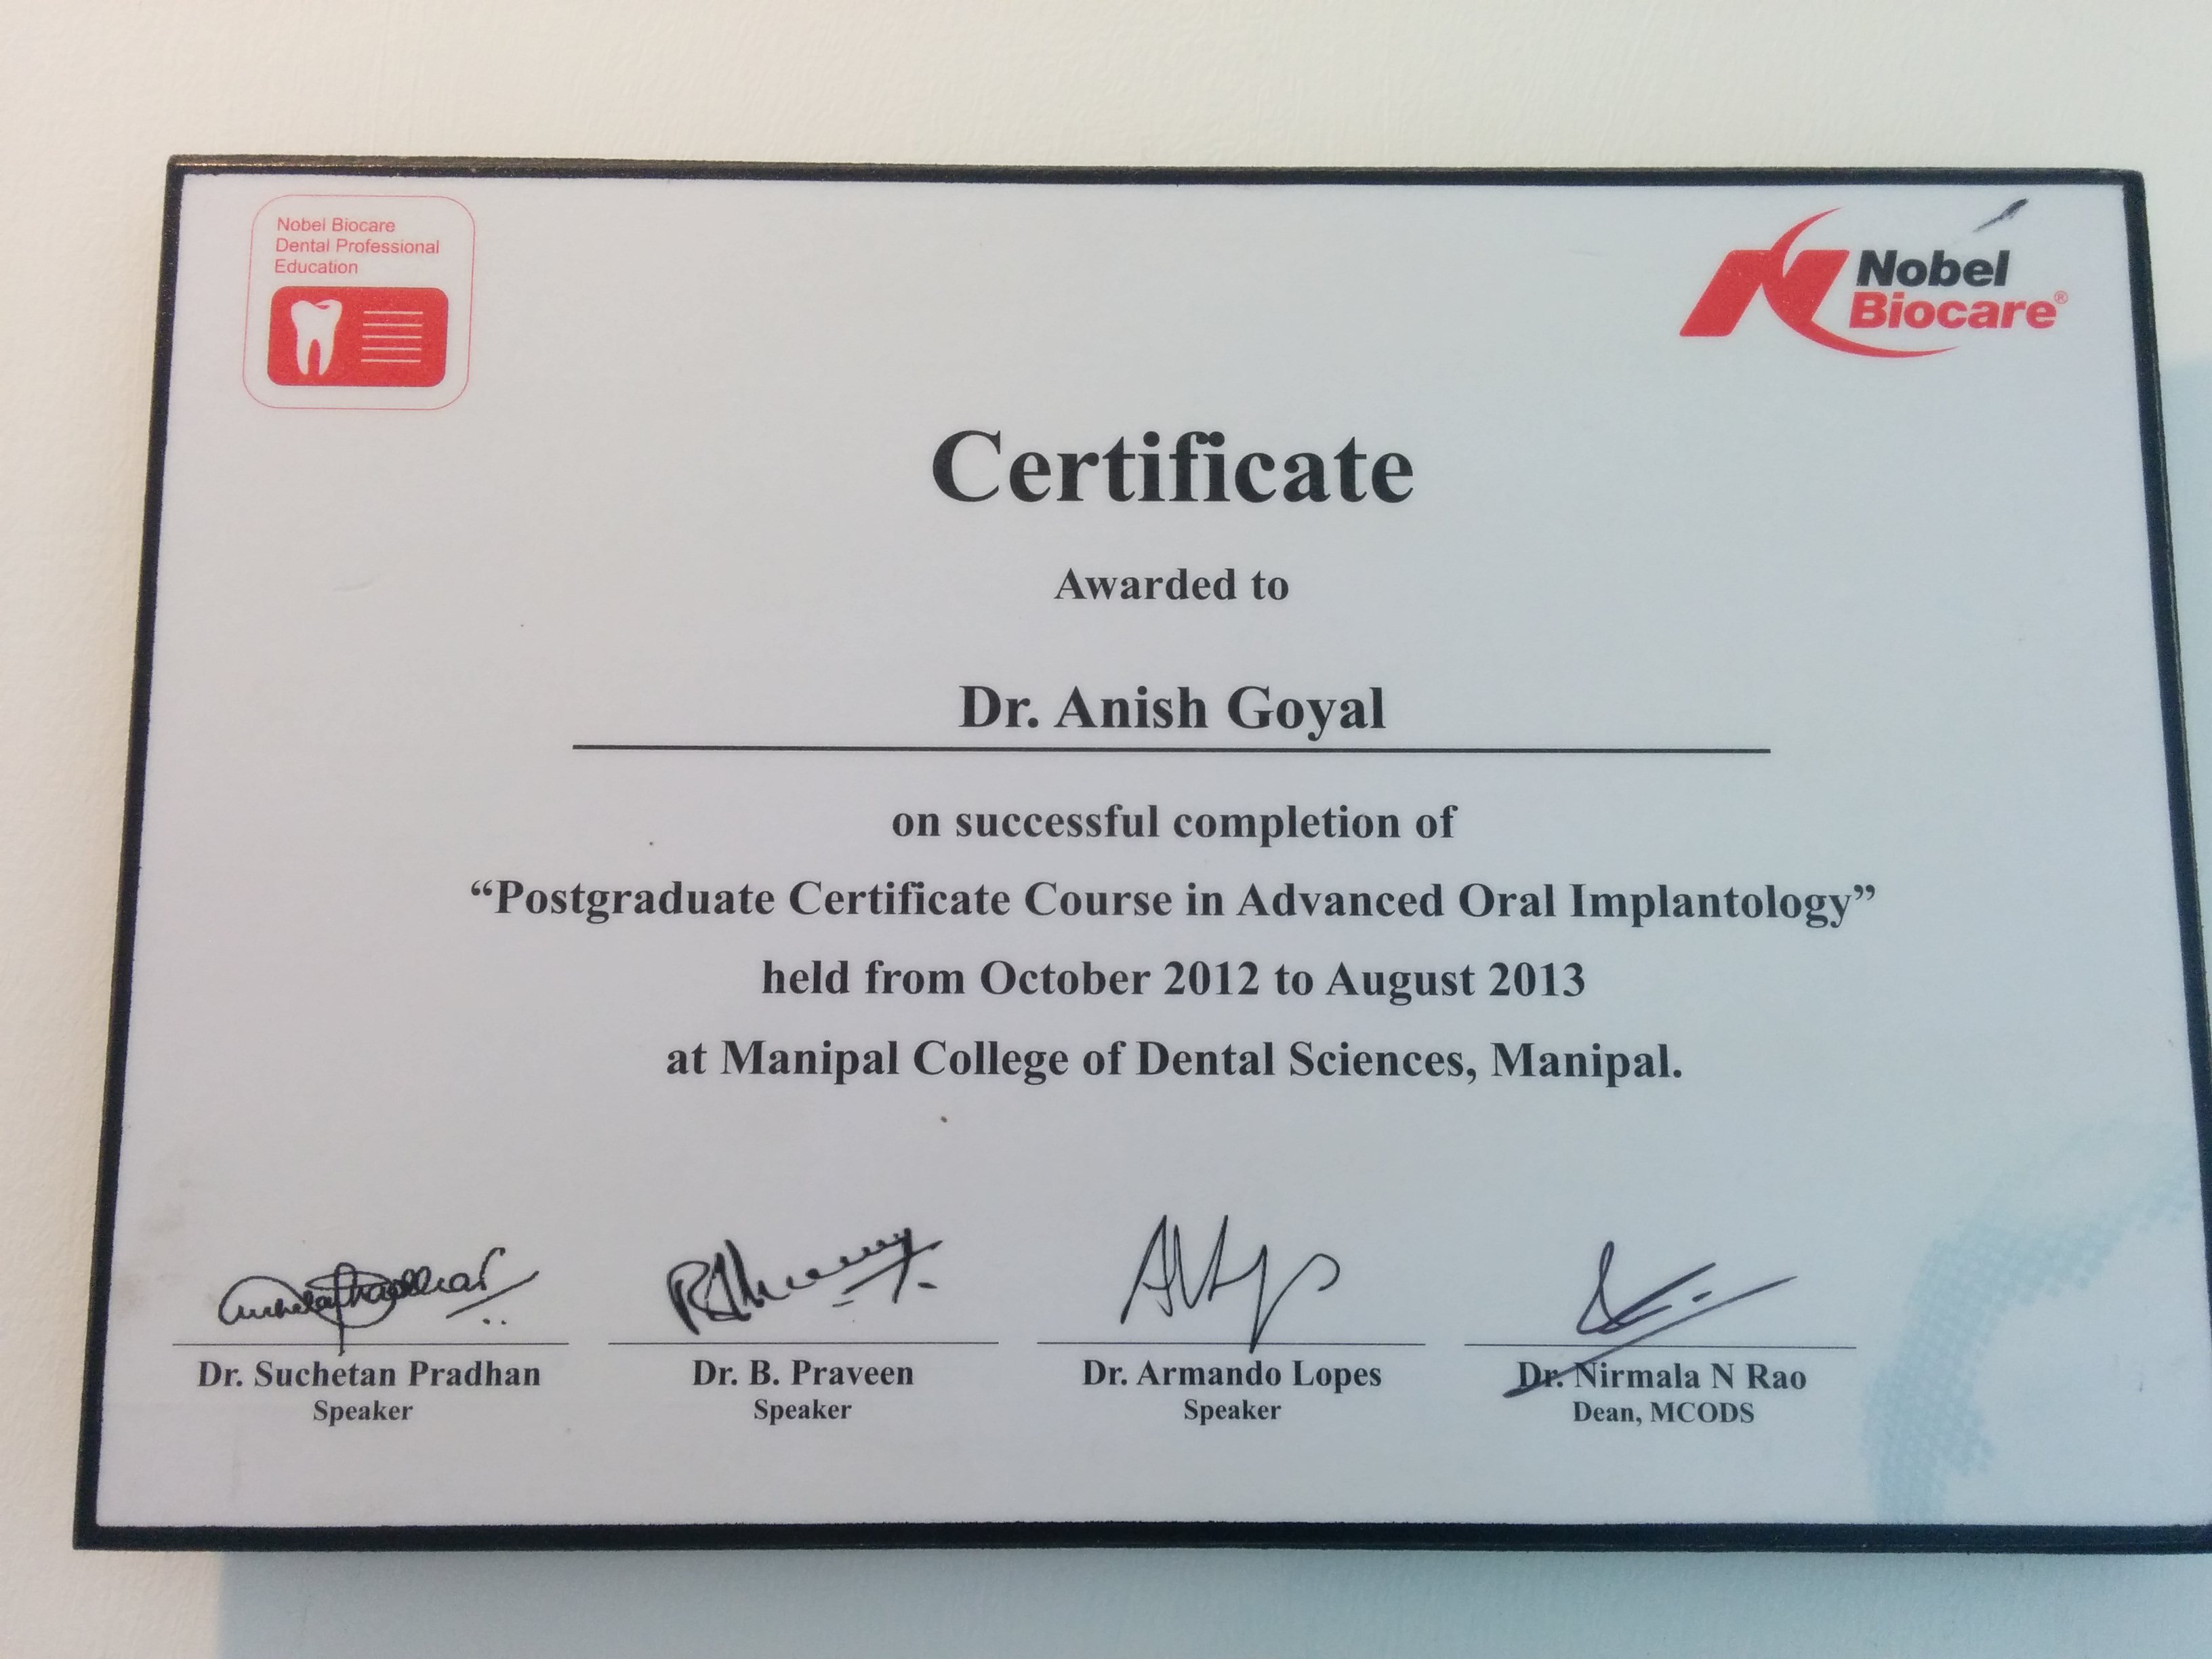 Nobel Biocare
Dental Professional
Education
Nobel
Biocare®
Certificate
Awarded to
Dr. Anish Goyal
on successful completion of
“Postgraduate Certificate Course in Advanced Oral Implantology”
held from October 2012 to August 2013
at Manipal College of Dental Sciences, Manipal.
Dr. Suchetan Pradhan
Speaker
Dr. B. Praveen
Speaker
Dr. Armando Lopes
Speaker
Dr. Nirmala N Rao
Dean, MCODS